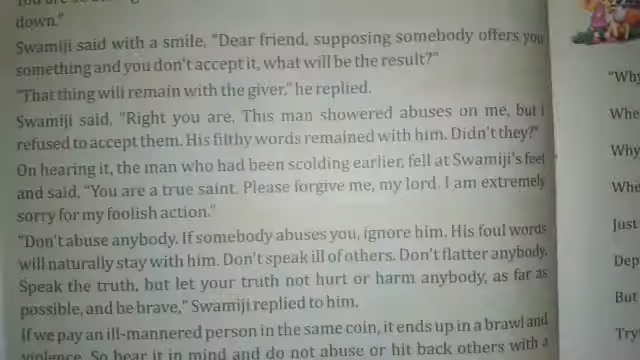 down."
Swamiji said with a smile, "Dear friend, supposing somebody offers you
something and you don't accept it, what will be the result?"
"That thing will remain with the giver," he replied.
Swamiji said, "Right you are. This man showered abuses on me, but I
refused to accept them. His filthy words remained with him. Didn't they?"
On hearing it, the man who had been scolding earlier, fell at Swamiji's feet
and said, "You are a true saint. Please forgive me, my lord. I am extremely
sorry for my foolish action."
"Don't abuse anybody. If somebody abuses you, ignore him. His foul words
will naturally stay with him. Don't speak ill of others. Don't flatter anybody.
Speak the truth, but let your truth not hurt or harm anybody, as far as
possible, and be brave," Swamiji replied to him.
If we pay an ill-mannered person in the same coin, it ends up in a brawl and
violence. So bear it in mind and do not abuse or hit back others with a
"Why
Whe
Why
Whe
Just
Dep
But
Try